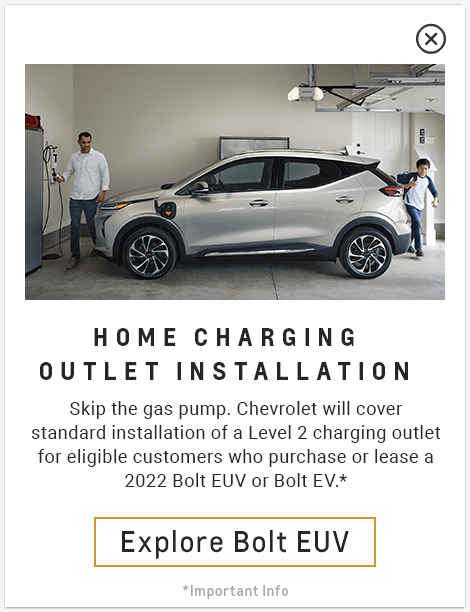 HOME CHARGING
OUTLET INSTALLATION
Skip the gas pump. Chevrolet will cover
standard installation of a Level 2 charging outlet
for eligible customers who purchase or lease a
2022 Bolt EUV or Bolt EV.*
Explore Bolt EUV
*Important Info